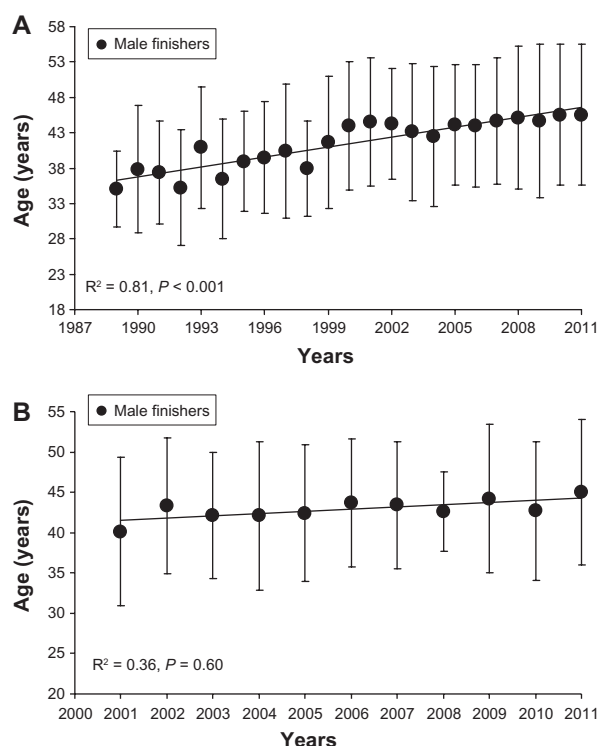 A
Male finishers
Age (years)
58
53
48
43
38
33
28
23
18
R² = 0.81, P < 0.001
1987 1990 1993 1996 1999 2002 2005 2008 2011
Years
B
Male finishers
Age (years)
55
50
45
40
35
30
25
20
R² = 0.36, P = 0.60
2000 2001 2002 2003 2004 2005 2006 2007 2008 2009 2010 2011
Years